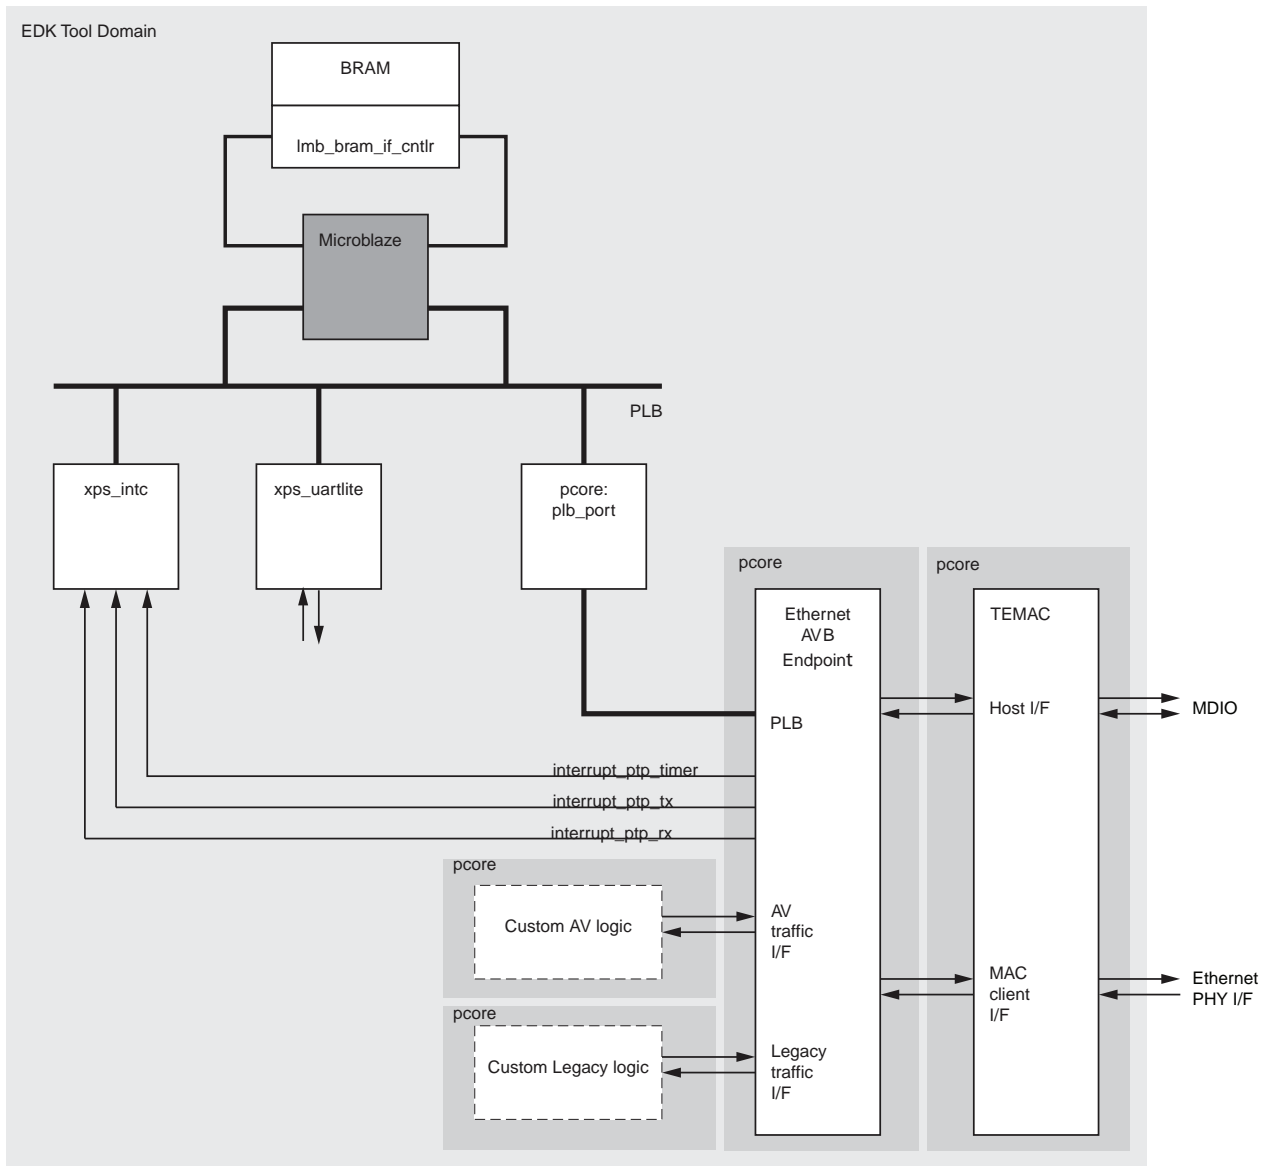 EDK Tool Domain
BRAM
lmb_bram_if_cntlr
Microblaze
PLB
xps_intc
xps_uartlite
pcore:
plb_port
pcore
pcore
Ethernet
AVB
Endpoint
TEMAC
PLB
Host I/F
MDIO
interrupt_ptp_timer
interrupt_ptp_tx
interrupt_ptp_rx
pcore
Custom AV logic
AV
traffic
I/F
MAC
client
I/F
Ethernet
PHY I/F
pcore
Custom Legacy logic
Legacy
traffic
I/F